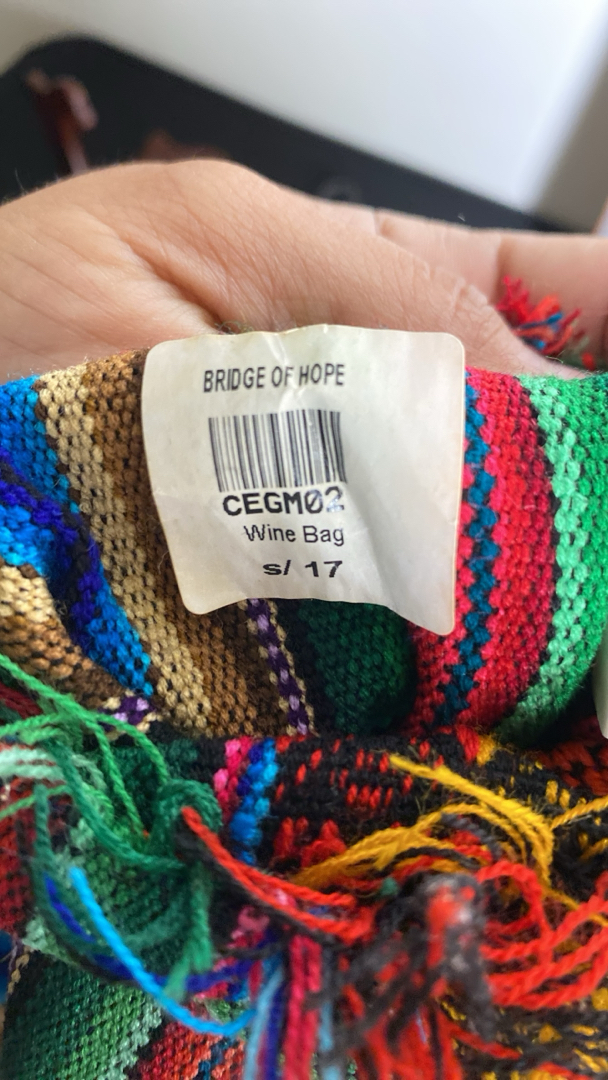 BRIDGE OF HOPE
CEGM02
Wine Bag
s/ 17